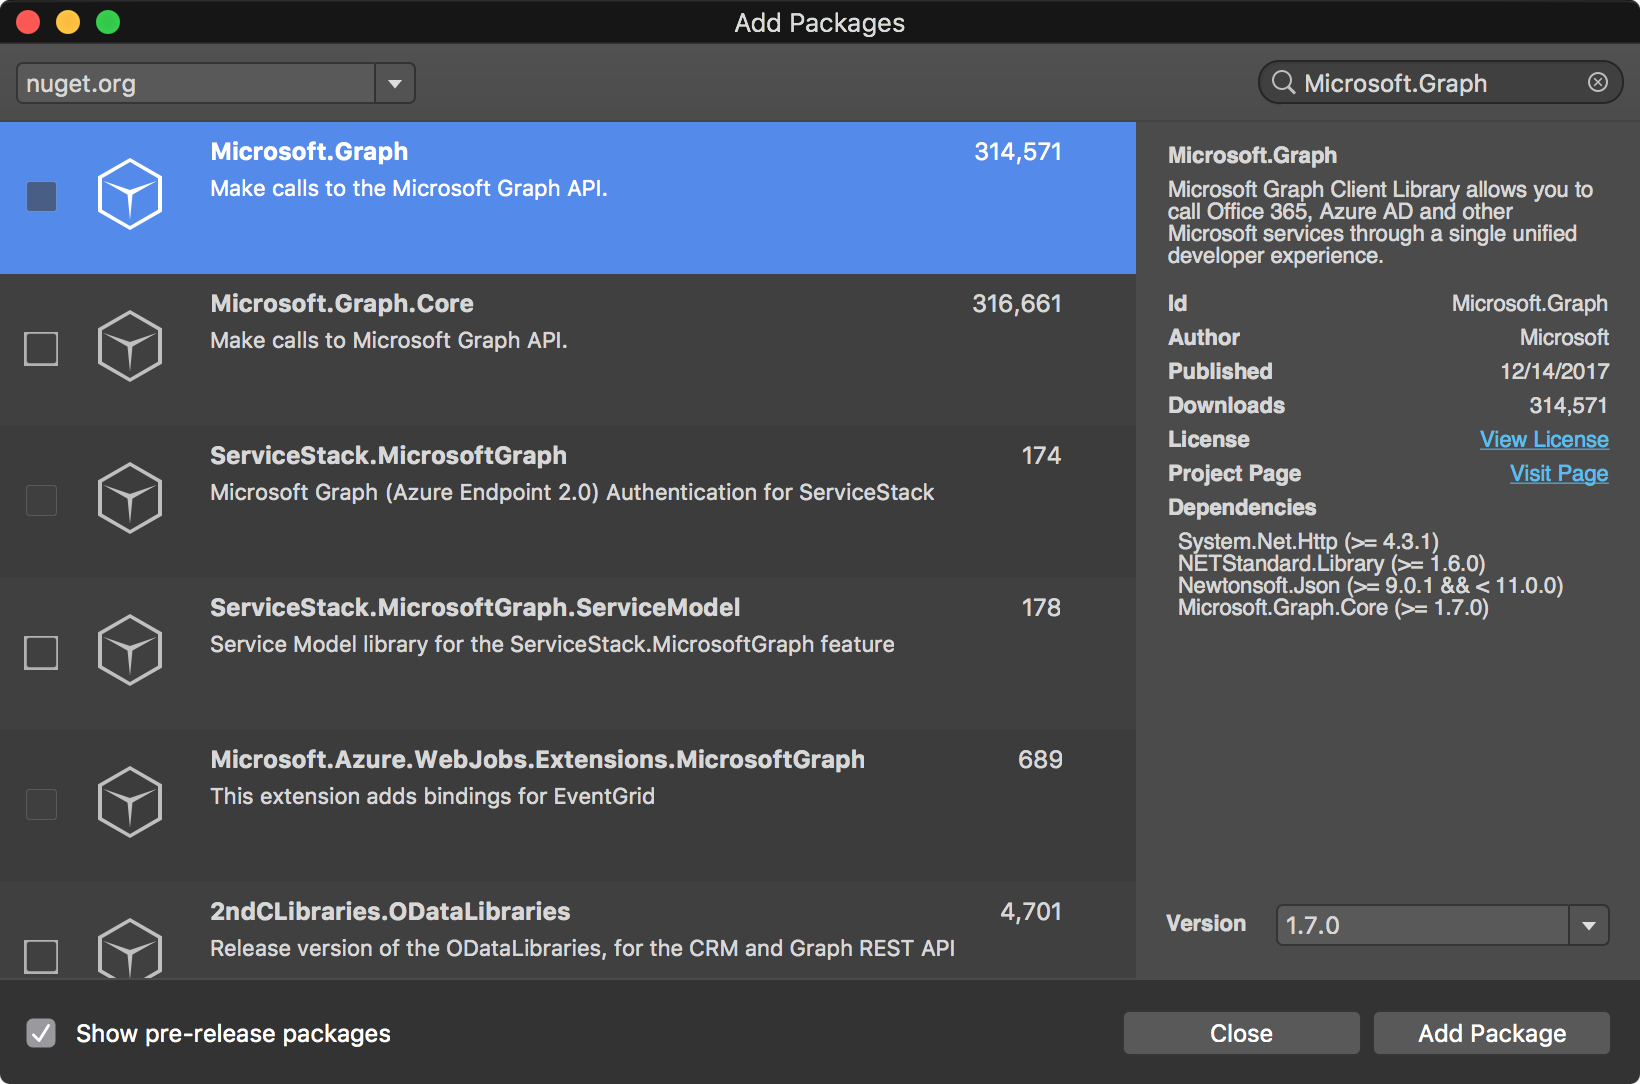 Add Packages
nuget.org
Microsoft.Graph
Microsoft.Graph 314,571
Make calls to the Microsoft Graph API.
Microsoft.Graph.Core 316,661
Make calls to Microsoft Graph API.
ServiceStack.MicrosoftGraph 174
Microsoft Graph (Azure Endpoint 2.0) Authentication for ServiceStack
ServiceStack.MicrosoftGraph.ServiceModel 178
Service Model library for the ServiceStack.MicrosoftGraph feature
Microsoft.Azure.WebJobs.Extensions.MicrosoftGraph 689
This extension adds bindings for EventGrid
2ndCLibraries.ODataLibraries 4,701
Release version of the ODataLibraries, for the CRM and Graph REST API
Microsoft.Graph
Microsoft Graph Client Library allows you to
call Office 365, Azure AD and other
Microsoft services through a single unified
developer experience.
Id Microsoft.Graph
Author Microsoft
Published 12/14/2017
Downloads 314,571
License View License
Project Page Visit Page
Dependencies
System.Net.Http (>= 4.3.1)
NETStandard.Library (>= 1.6.0)
Newtonsoft.Json (>= 9.0.1 && < 11.0.0)
Microsoft.Graph.Core (>= 1.7.0)
Version 1.7.0
Show pre-release packages
Close
Add Package